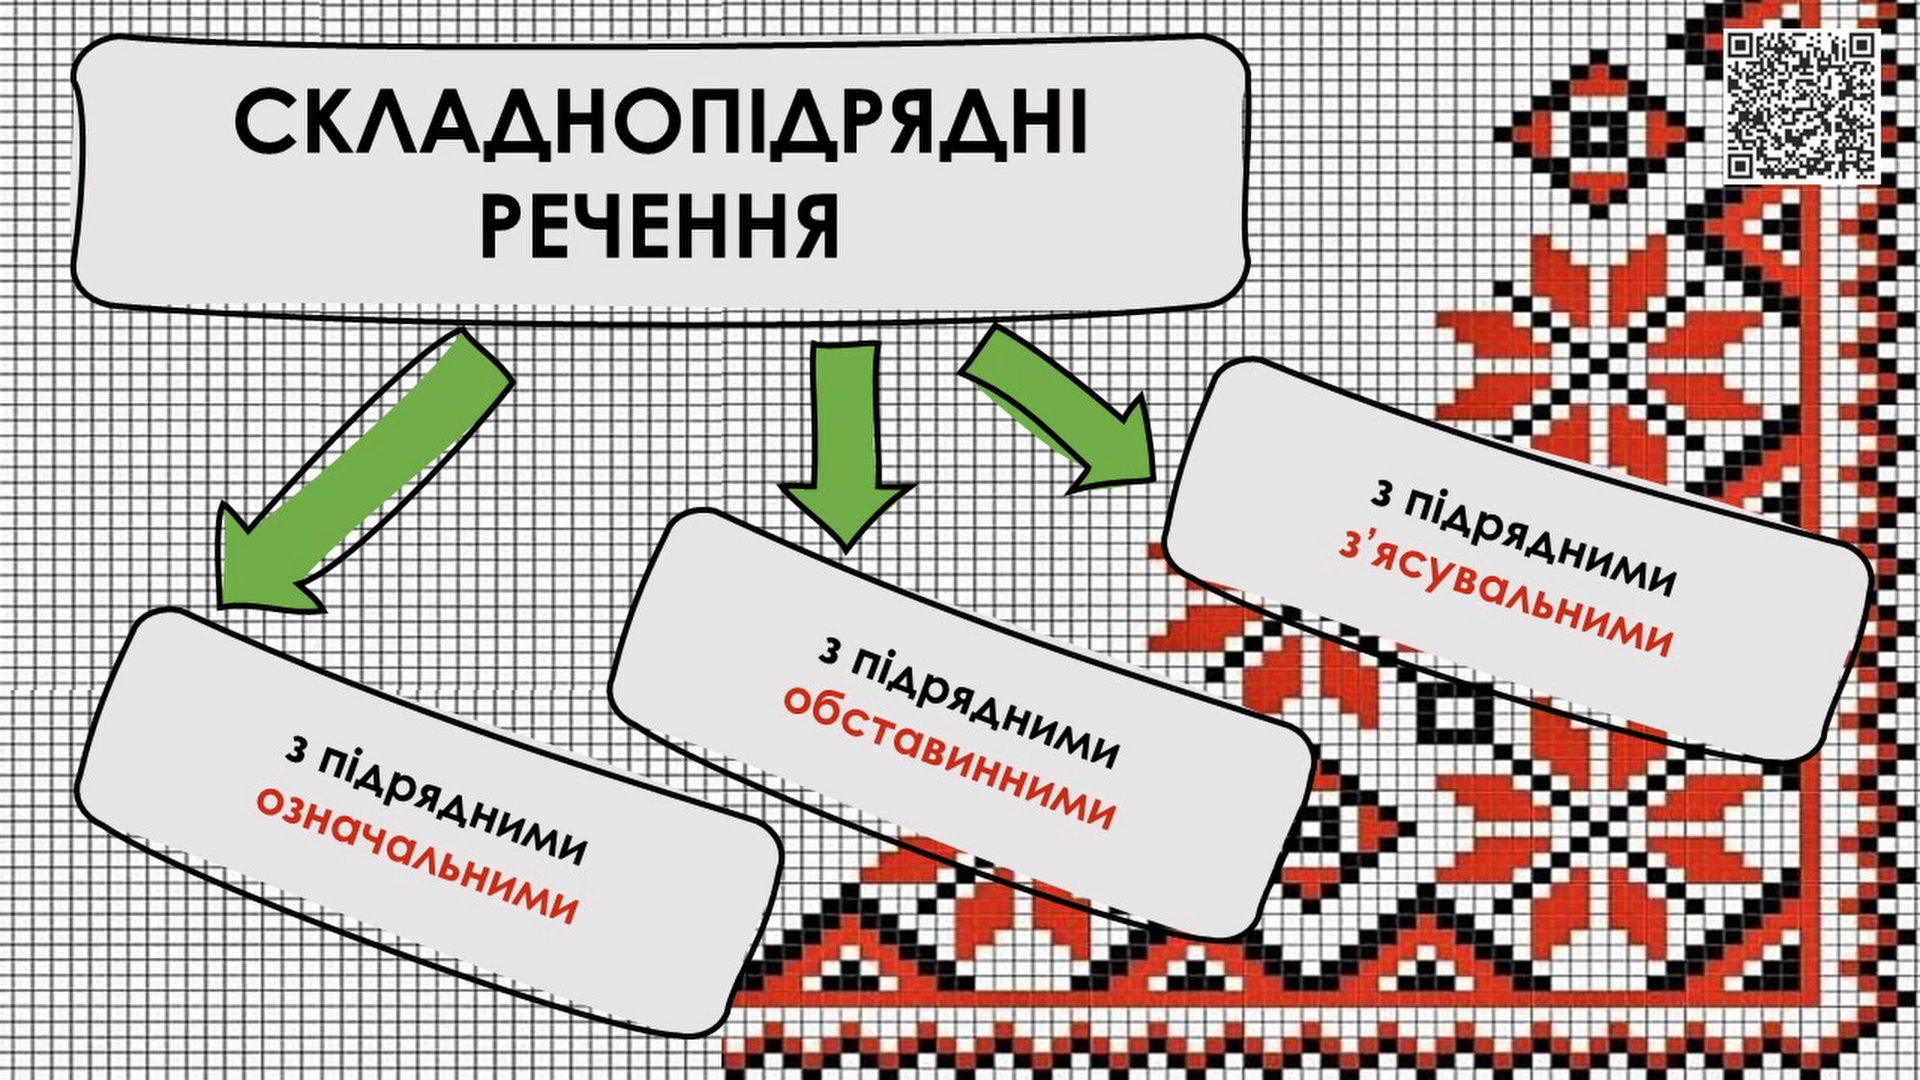 СКЛАДНОПІДРЯДНІ
РЕЧЕННЯ
з підрядними
означальними
з підрядними
обставинними
з підрядними
з’ясувальними